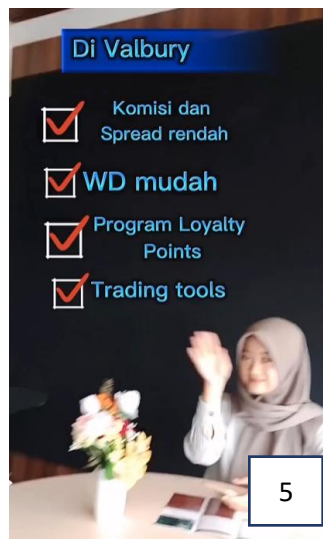 Di Valbury
Komisi dan
Spread rendah
WD mudah
Program Loyalty
Points
Trading tools
5